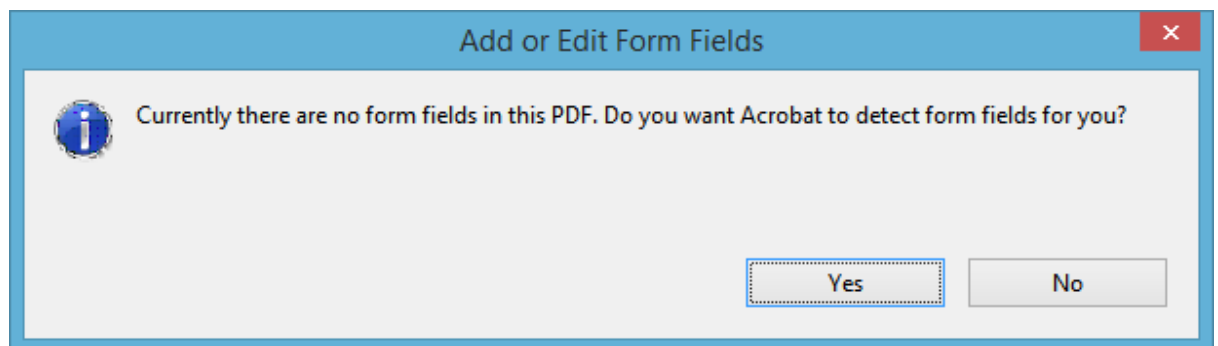 Add or Edit Form Fields
Currently there are no form fields in this PDF. Do you want Acrobat to detect form fields for you?
Yes
No